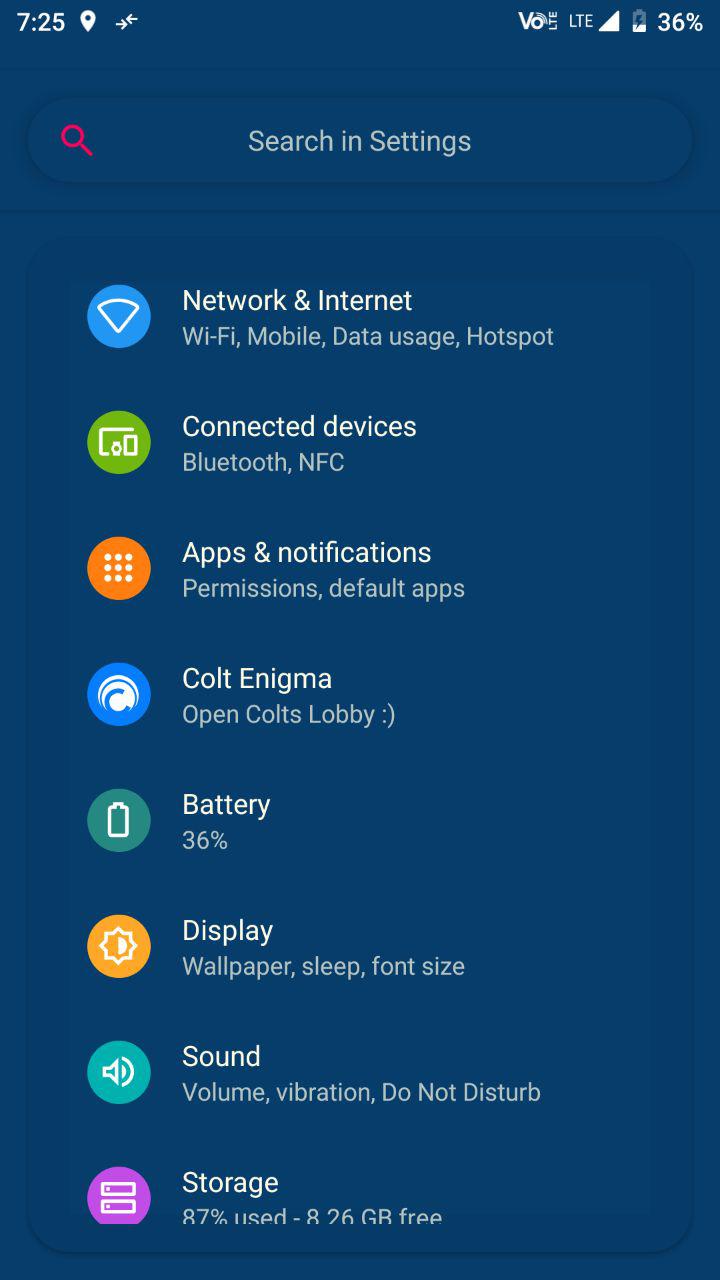 7:25 VoLTE LTE 36%
Search in Settings
Network & Internet
Wi-Fi, Mobile, Data usage, Hotspot
Connected devices
Bluetooth, NFC
Apps & notifications
Permissions, default apps
Colt Enigma
Open Colts Lobby :)
Battery
36%
Display
Wallpaper, sleep, font size
Sound
Volume, vibration, Do Not Disturb
Storage
87% used - 8.26 GB free